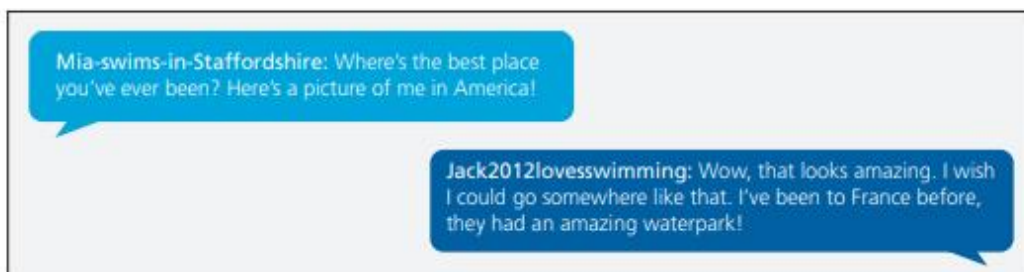 Mia-swims-in-Staffordshire: Where's the best place
you've ever been? Here's a picture of me in America!
Jack2012lovesswimming: Wow, that looks amazing. I wish
I could go somewhere like that. I've been to France before,
they had an amazing waterpark!